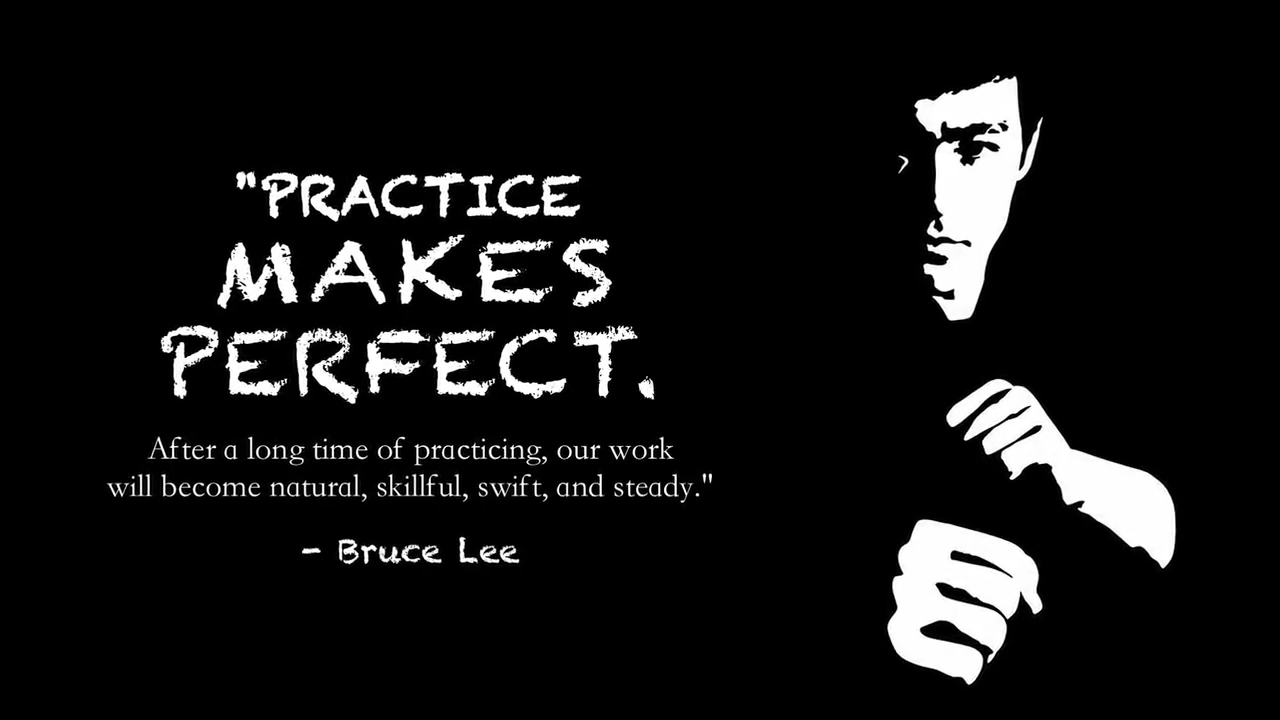 "PRACTICE
MAKES
PERFECT.
After a long time of practicing, our work
will become natural, skillful, swift, and steady."
- Bruce Lee